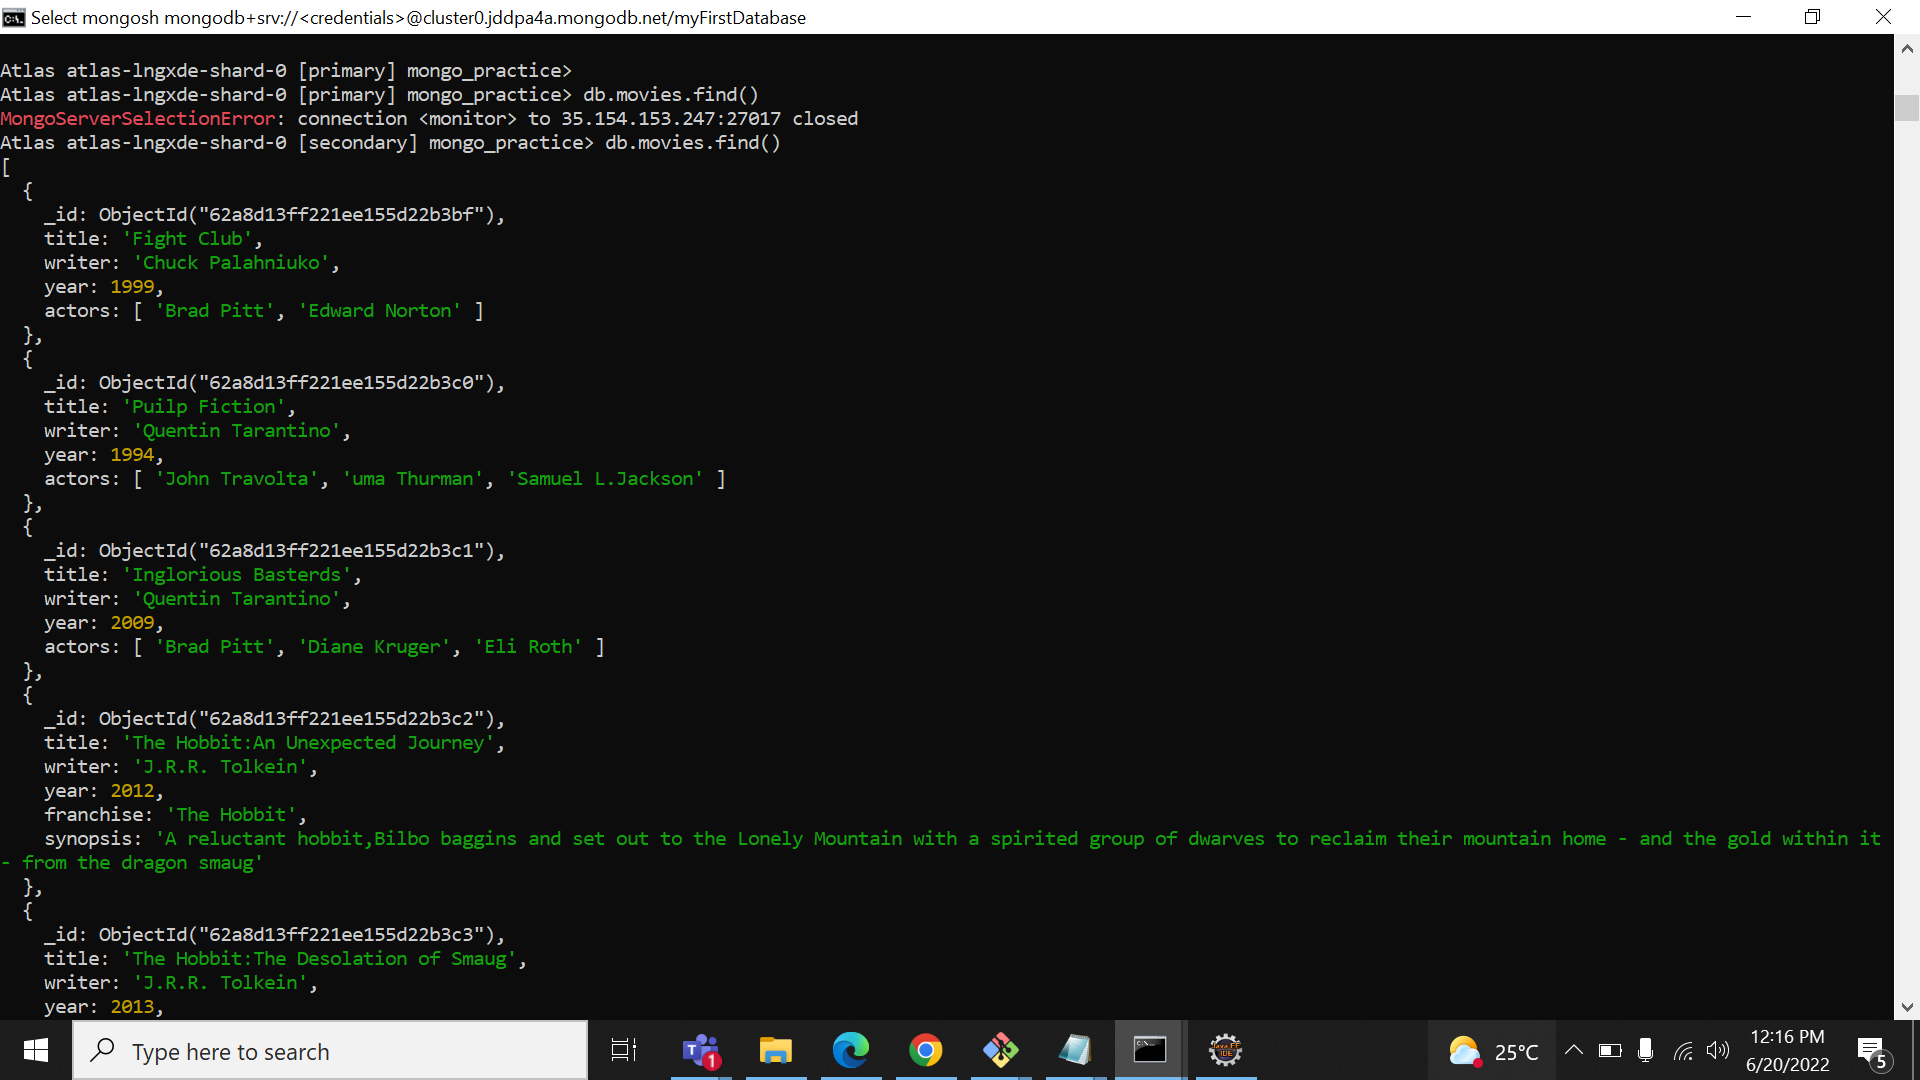 Select mongosh mongodb+srv://<credentials>@cluster0.jddpa4a.mongodb.net/myFirstDatabase
Atlas atlas-lngxde-shard-0 [primary] mongo_practice>
Atlas atlas-lngxde-shard-0 [primary] mongo_practice> db.movies.find()
MongoServerSelectionError: connection <monitor> to 35.154.153.247:27017 closed
Atlas atlas-lngxde-shard-0 [secondary] mongo_practice> db.movies.find()
[
  {
    _id: ObjectId("62a8d13ff221ee155d22b3bf"),
    title: 'Fight Club',
    writer: 'Chuck Palahniuko',
    year: 1999,
    actors: [ 'Brad Pitt', 'Edward Norton' ]
  },
  {
    _id: ObjectId("62a8d13ff221ee155d22b3c0"),
    title: 'Puilp Fiction',
    writer: 'Quentin Tarantino',
    year: 1994,
    actors: [ 'John Travolta', 'uma Thurman', 'Samuel L.Jackson' ]
  },
  {
    _id: ObjectId("62a8d13ff221ee155d22b3c1"),
    title: 'Inglorious Basterds',
    writer: 'Quentin Tarantino',
    year: 2009,
    actors: [ 'Brad Pitt', 'Diane Kruger', 'Eli Roth' ]
  },
  {
    _id: ObjectId("62a8d13ff221ee155d22b3c2"),
    title: 'The Hobbit:An Unexpected Journey',
    writer: 'J.R.R. Tolkein',
    year: 2012,
    franchise: 'The Hobbit',
    synopsis: 'A reluctant hobbit,Bilbo baggins and set out to the Lonely Mountain with a spirited group of dwarves to reclaim their mountain home - and the gold within it
- from the dragon smaug'
  },
  {
    _id: ObjectId("62a8d13ff221ee155d22b3c3"),
    title: 'The Hobbit:The Desolation of Smaug',
    writer: 'J.R.R. Tolkein',
    year: 2013,
Type here to search
T
1
Java EE
IDE
25°C
12:16 PM
6/20/2022
5